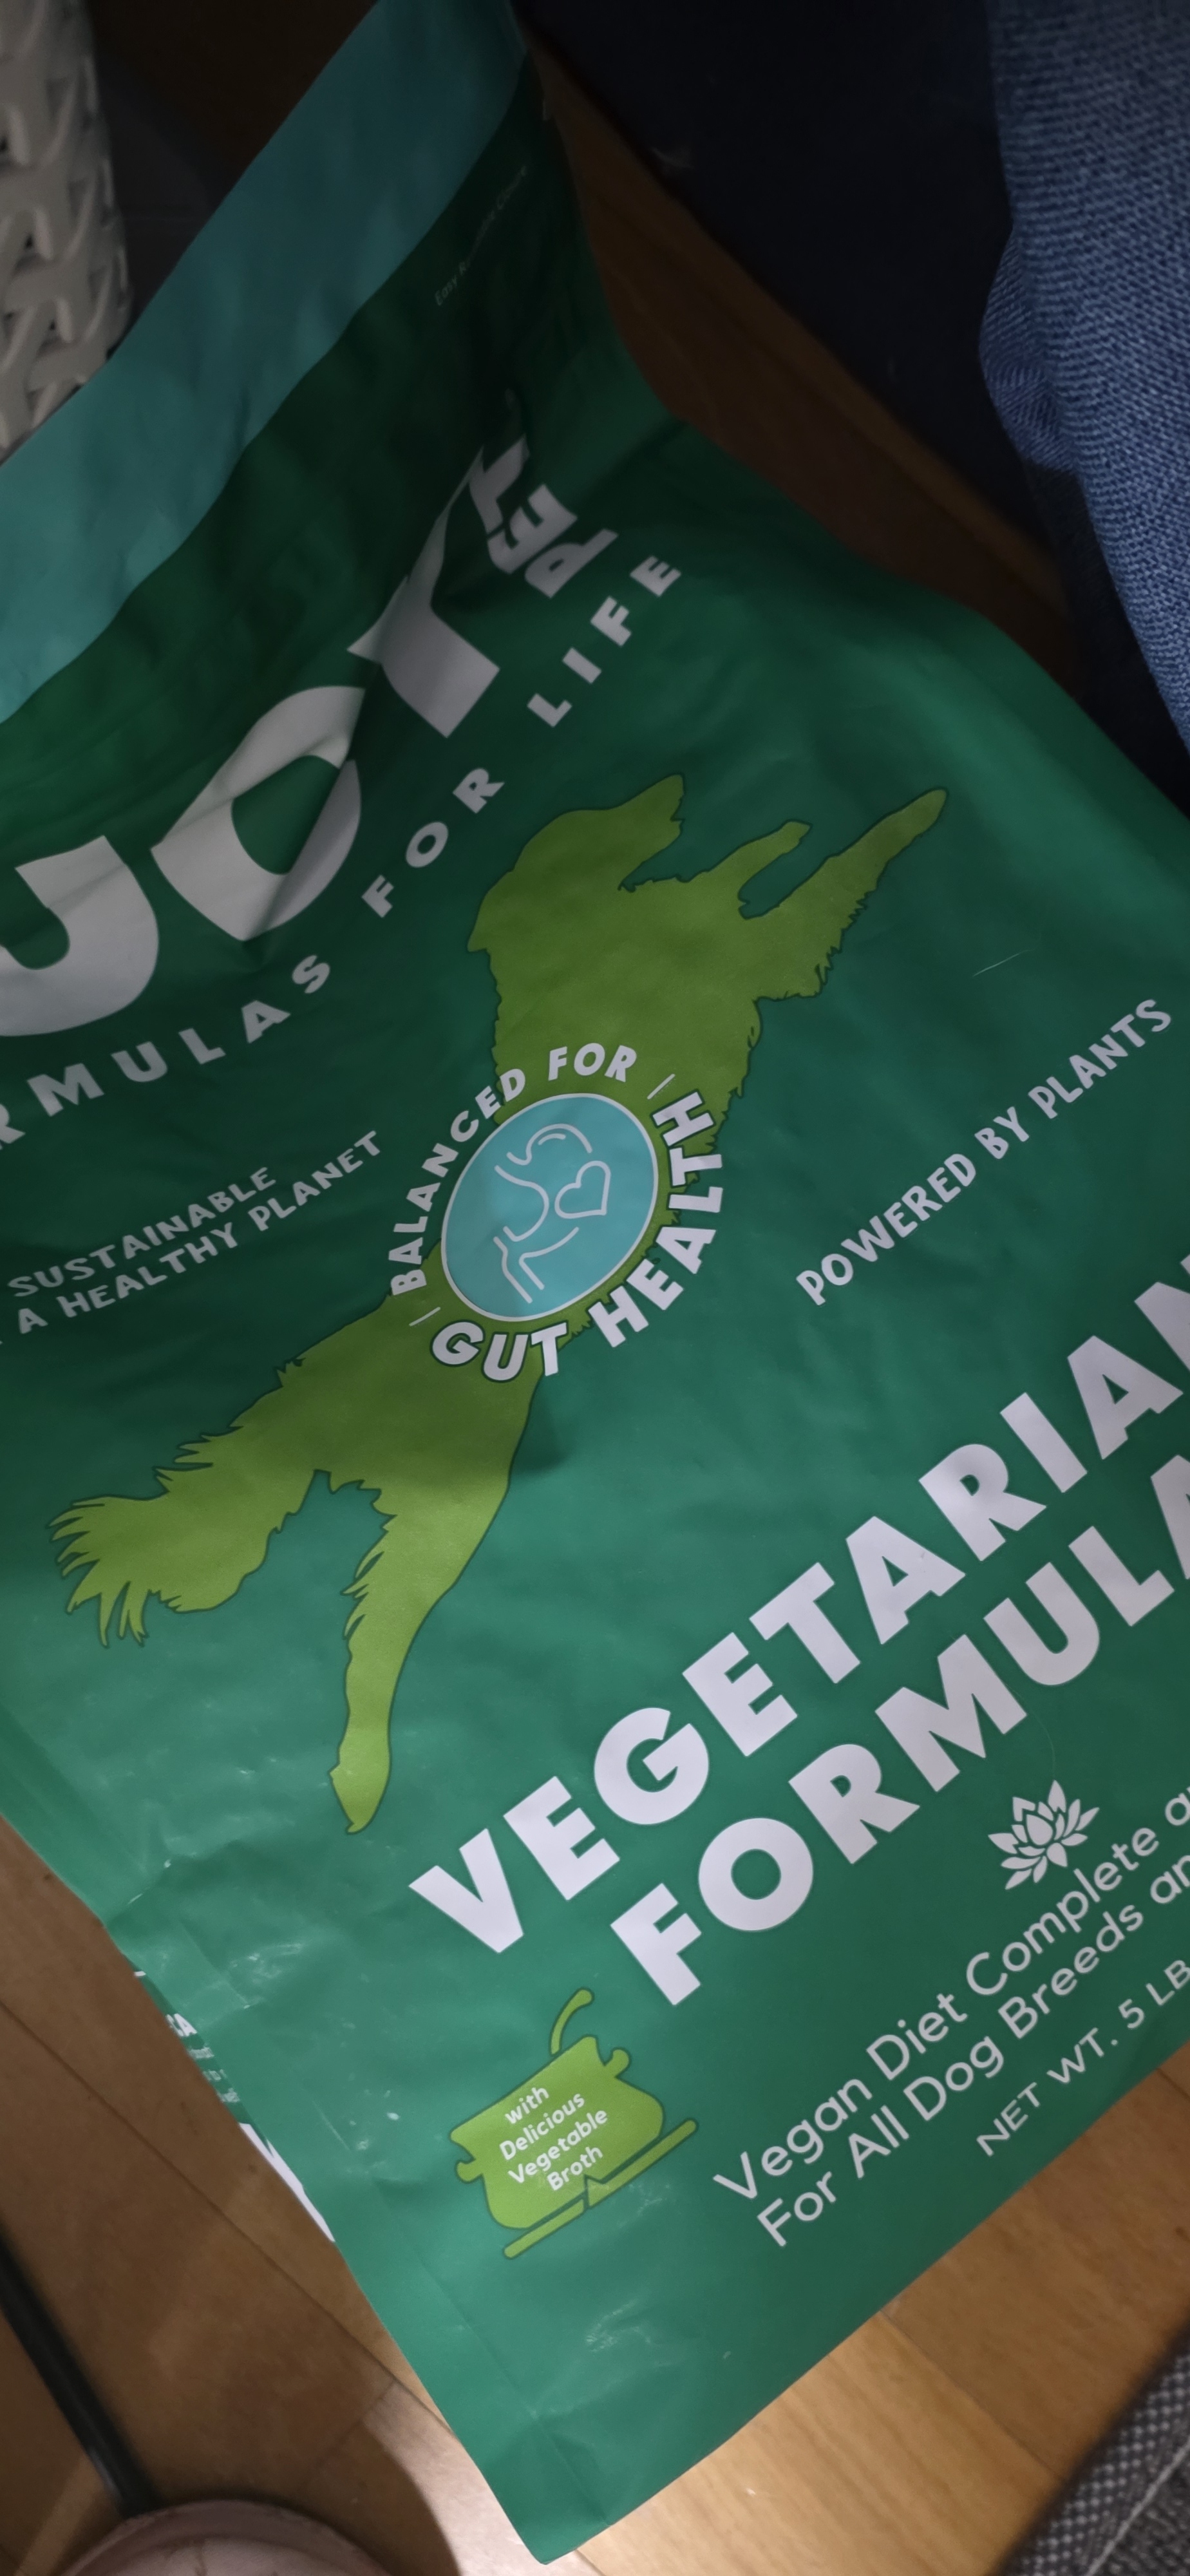 Easy
PET
FORMULAS FOR LIFE
SUSTAINABLE
A HEALTHY PLANET
BALANCED FOR
GUT HEALTH
POWERED BY PLANTS
VEGETARIAN
FORMULA
with
Delicious
Vegetable
Broth
Vegan Diet Complete
For All Dog Breeds
NET WT. 5 LB